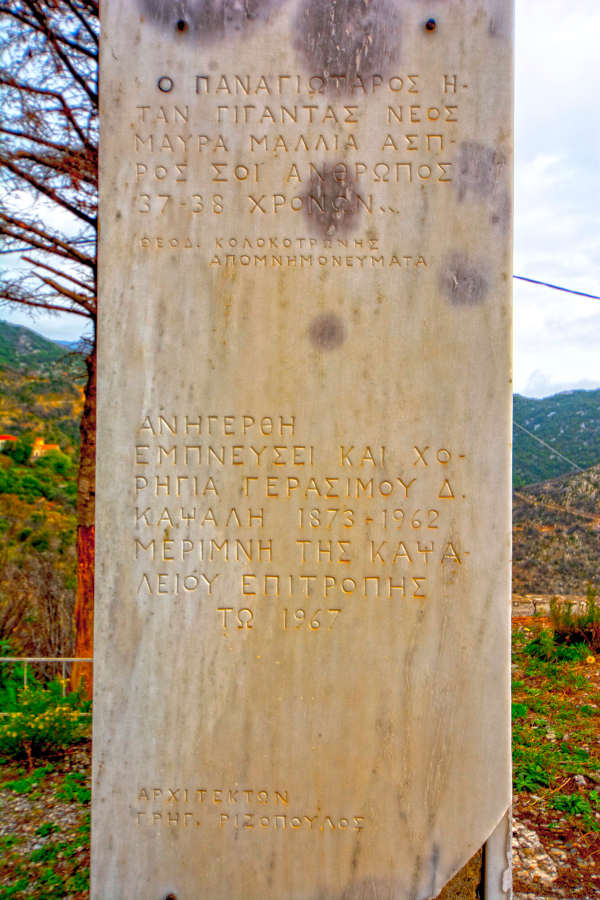 Ο ΠΑΝΑΓΙΩΤΑΡΟΣ Η-
ΤΑΝ ΓΙΓΑΝΤΑΣ ΝΕΟΣ
ΜΑΥΡΑ ΜΑΛΛΙΑ ΑΣΠ-
ΡΟΣ ΣΟΙ ΑΝΘΡΩΠΟΣ
37-38 ΧΡΟΝΩΝ...
ΘΕΟΔ. ΚΟΛΟΚΟΤΡΩΝΗΣ
ΑΠΟΜΝΗΜΟΝΕΥΜΑΤΑ
ΑΝΗΓΕΡΘΗ
ΕΜΠΝΕΥΣΕΙ ΚΑΙ ΧΟ-
ΡΗΓΙΑ ΓΕΡΑΣΙΜΟΥ Δ.
ΚΑΨΑΛΗ 1873-1962
ΜΕΡΙΜΝΗ ΤΗΣ ΚΑΨΑ-
ΛΕΙΟΥ ΕΠΙΤΡΟΠΗΣ
ΤΩ 1967
ΑΡΧΙΤΕΚΤΩΝ
ΓΡΗΓ. ΡΙΖΟΠΟΥΛΟΣ